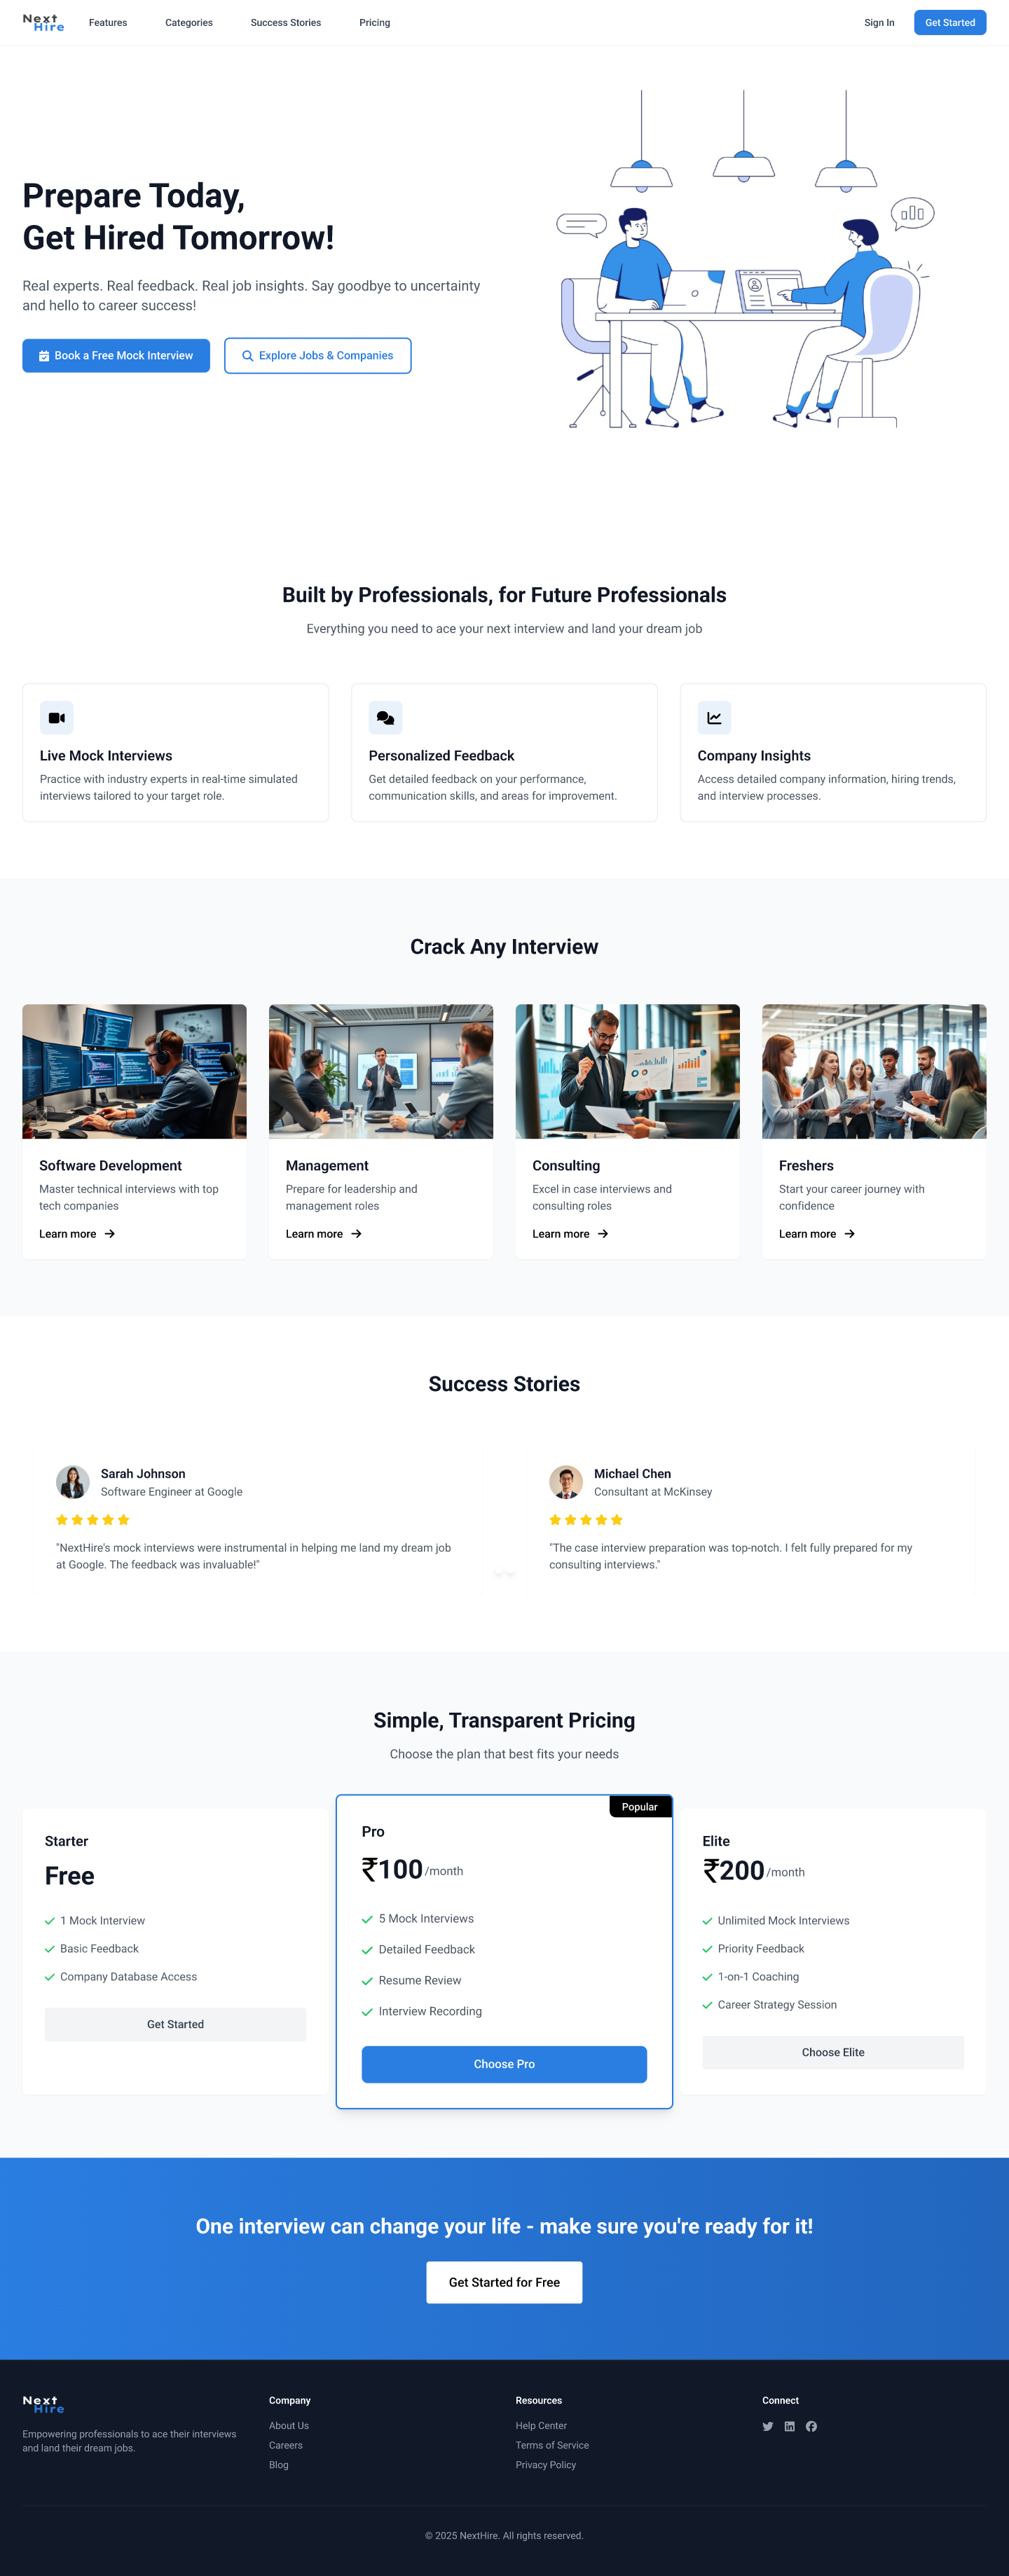 Next
Hire
Features
Categories
Success Stories
Pricing
Sign In
Get Started
Prepare Today,
Get Hired Tomorrow!
Real experts. Real feedback. Real job insights. Say goodbye to uncertainty
and hello to career success!
Book a Free Mock Interview
Explore Jobs & Companies
Built by Professionals, for Future Professionals
Everything you need to ace your next interview and land your dream job
Live Mock Interviews
Practice with industry experts in real-time simulated
interviews tailored to your target role.
Personalized Feedback
Get detailed feedback on your performance,
communication skills, and areas for improvement.
Company Insights
Access detailed company information, hiring trends,
and interview processes.
Crack Any Interview
Software Development
Master technical interviews with top
tech companies
Learn more
Management
Prepare for leadership and
management roles
Learn more
Consulting
Excel in case interviews and
consulting roles
Learn more
Freshers
Start your career journey with
confidence
Learn more
Success Stories
Sarah Johnson
Software Engineer at Google
"NextHire's mock interviews were instrumental in helping me land my dream job
at Google. The feedback was invaluable!"
Michael Chen
Consultant at McKinsey
"The case interview preparation was top-notch. I felt fully prepared for my
consulting interviews."
Simple, Transparent Pricing
Choose the plan that best fits your needs
Starter
Free
1 Mock Interview
Basic Feedback
Company Database Access
Get Started
Popular
Pro
₹100/month
5 Mock Interviews
Detailed Feedback
Resume Review
Interview Recording
Choose Pro
Elite
₹200/month
Unlimited Mock Interviews
Priority Feedback
1-on-1 Coaching
Career Strategy Session
Choose Elite
One interview can change your life - make sure you're ready for it!
Get Started for Free
Next
Hire
Empowering professionals to ace their interviews
and land their dream jobs.
Company
About Us
Careers
Blog
Resources
Help Center
Terms of Service
Privacy Policy
Connect
© 2025 NextHire. All rights reserved.